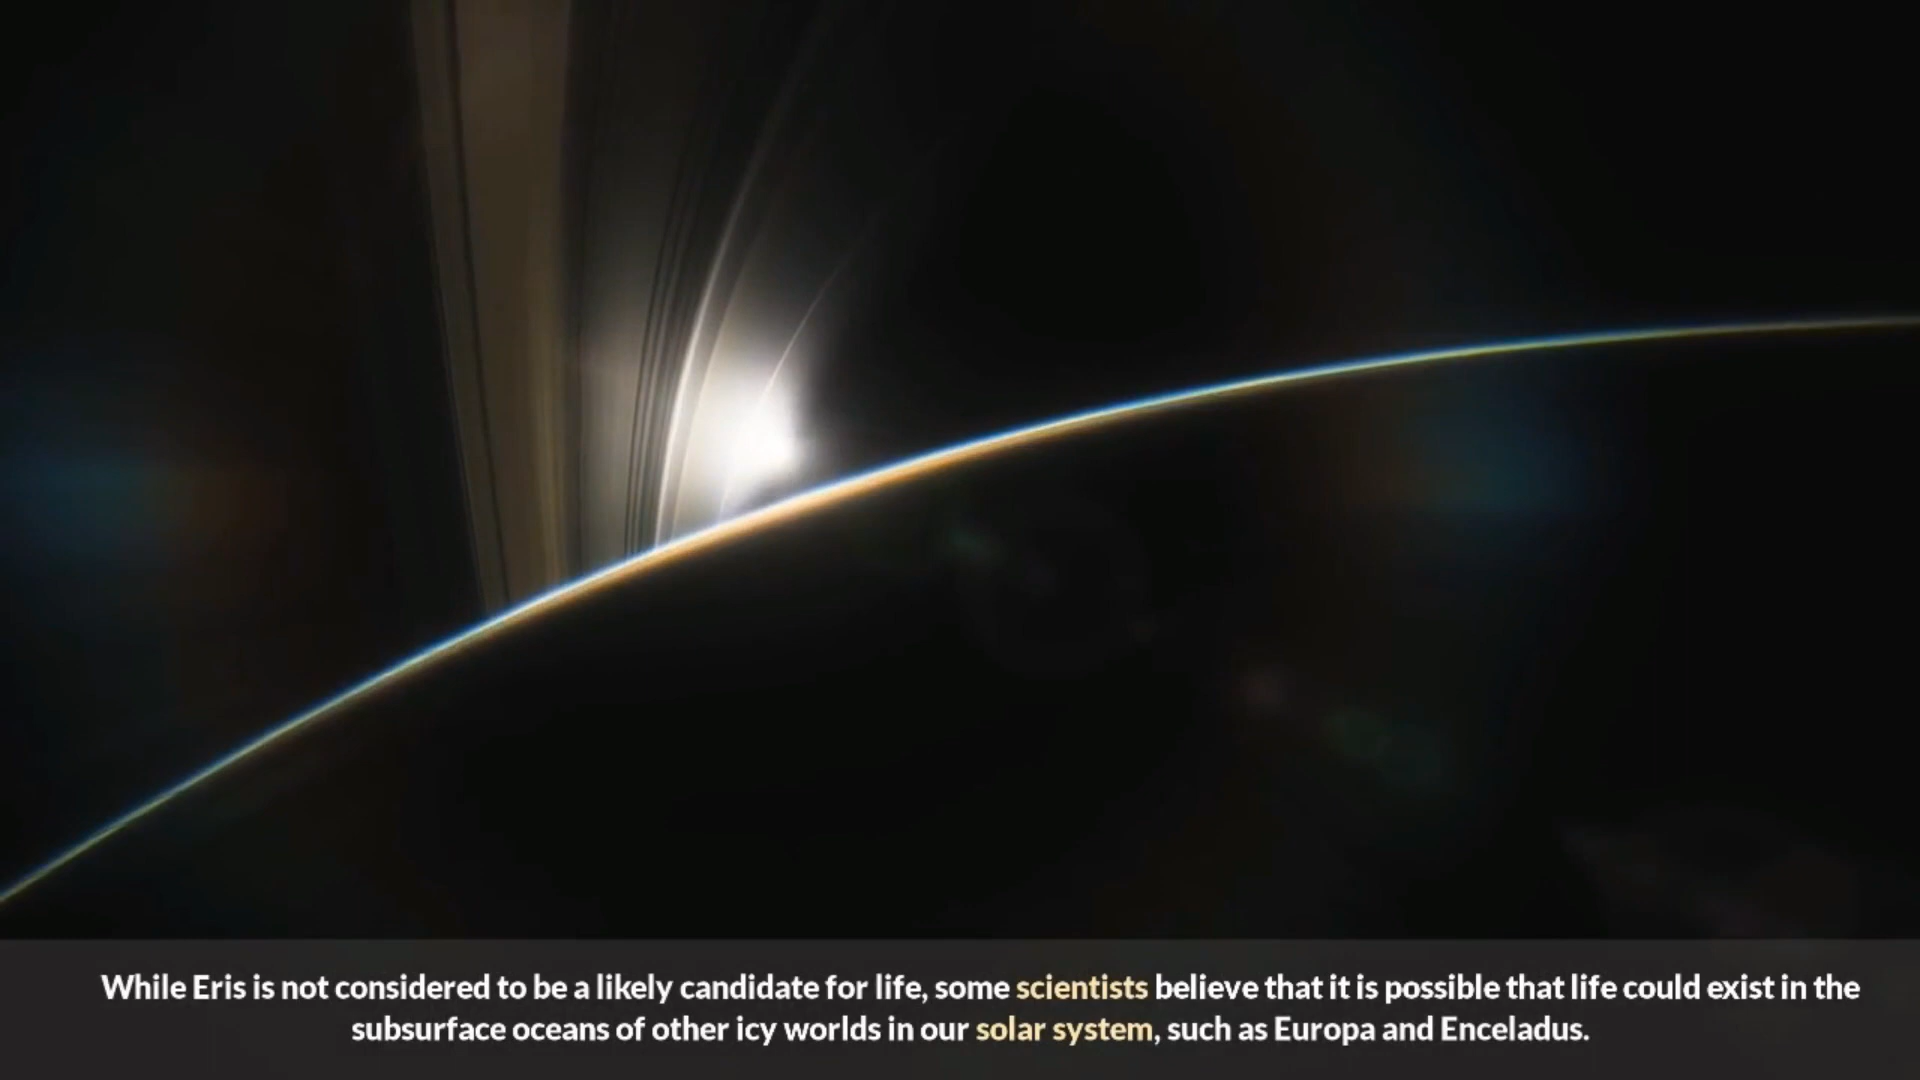 While Eris is not considered to be a likely candidate for life, some scientists believe that it is possible that life could exist in the
subsurface oceans of other icy worlds in our solar system, such as Europa and Enceladus.